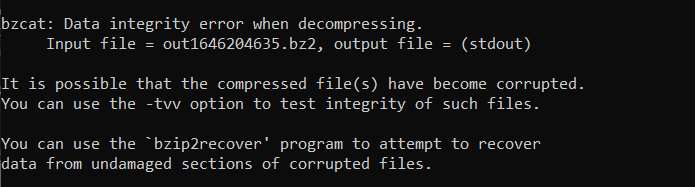 bzcat: Data integrity error when decompressing.
Input file = out1646204635.bz2, output file = (stdout)
It is possible that the compressed file(s) have become corrupted.
You can use the -tvv option to test integrity of such files.
You can use the `bzip2recover' program to attempt to recover
data from undamaged sections of corrupted files.